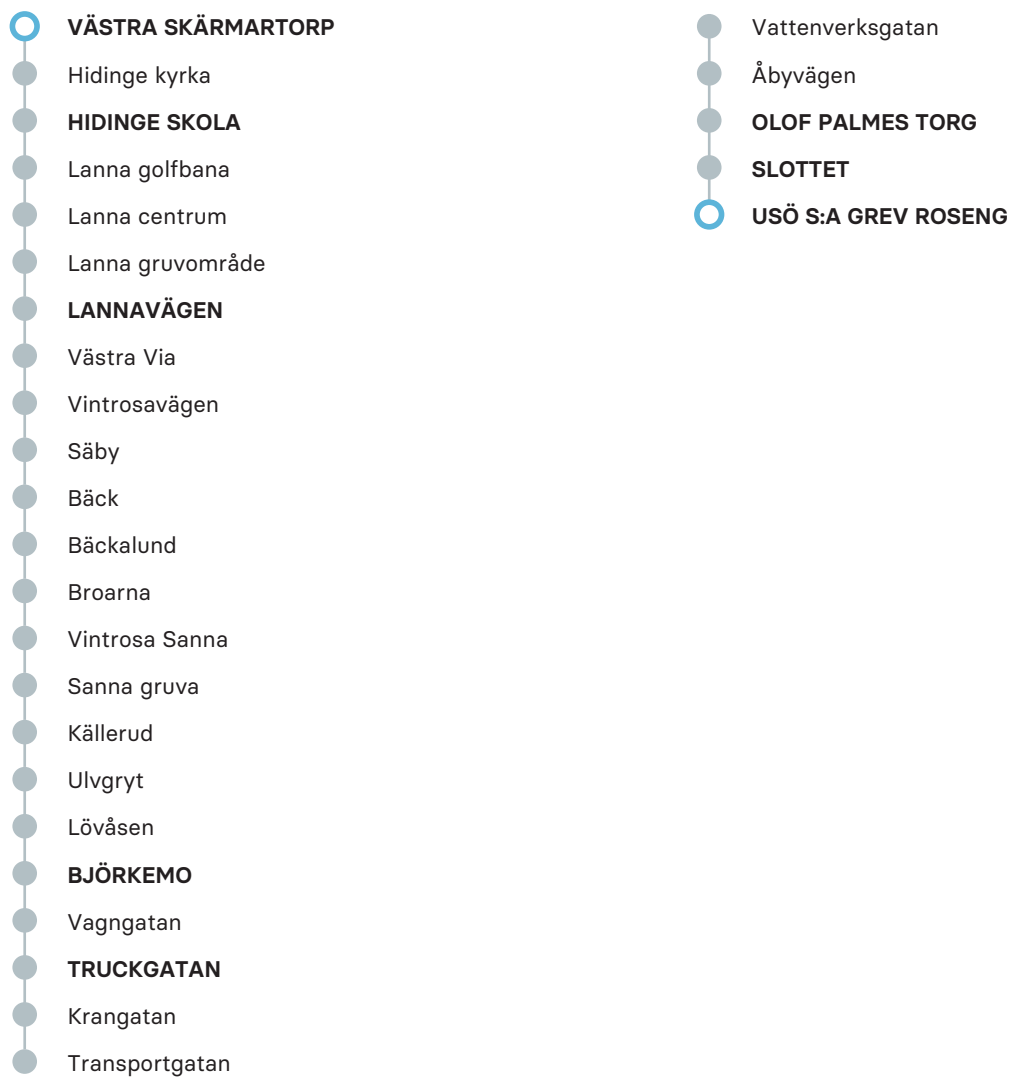 VÄSTRA SKÄRMARTORP
Hidinge kyrka
HIDINGE SKOLA
Lanna golfbana
Lanna centrum
Lanna gruvområde
LANNAVÄGEN
Västra Via
Vintrosavägen
Säby
Bäck
Bäckalund
Broarna
Vintrosa Sanna
Sanna gruva
Källerud
Ulvgryt
Lövåsen
BJÖRKEMO
Vagngatan
TRUCKGATAN
Krangatan
Transportgatan
Vattenverksgatan
Åbyvägen
OLOF PALMES TORG
SLOTTET
USÖ S:A GREV ROSENG